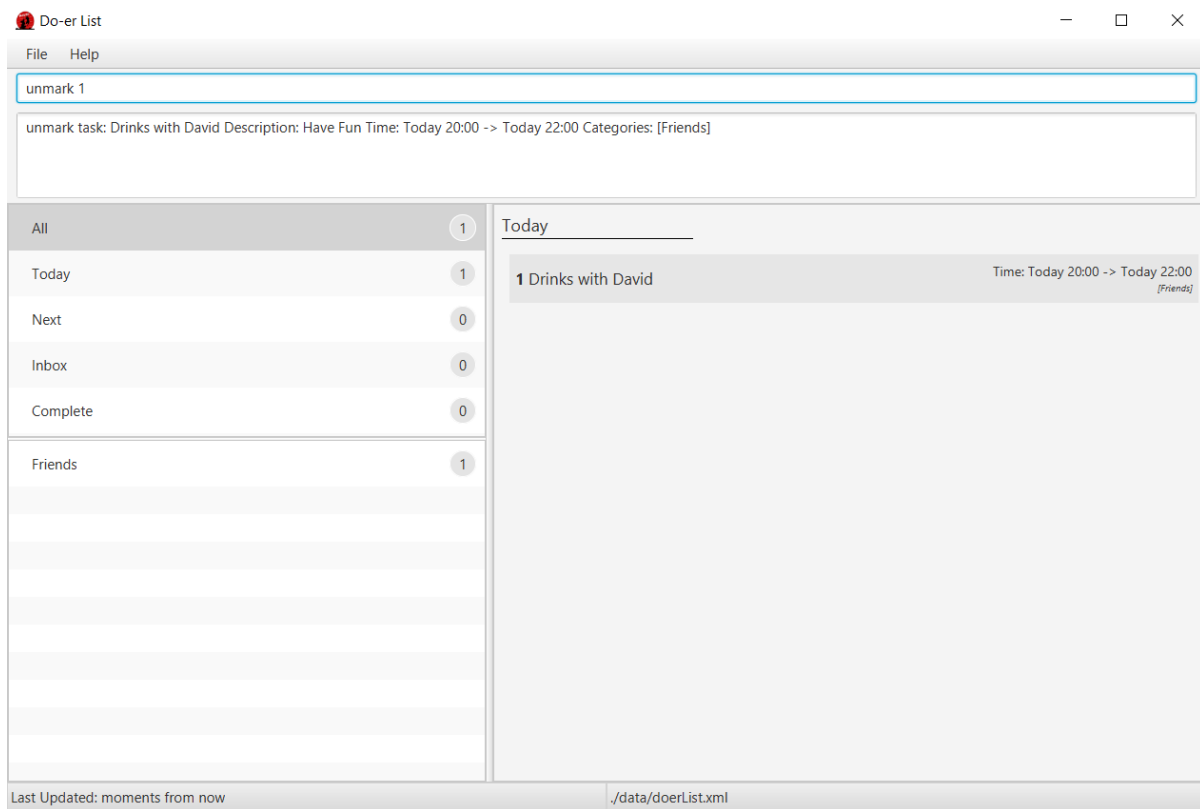 Do-er List
File Help
unmark 1
unmark task: Drinks with David Description: Have Fun Time: Today 20:00 -> Today 22:00 Categories: [Friends]
All 1
Today 1
Next 0
Inbox 0
Complete 0
Friends 1
Today
1 Drinks with David Time: Today 20:00 -> Today 22:00
[Friends]
Last Updated: moments from now ./data/doerList.xml